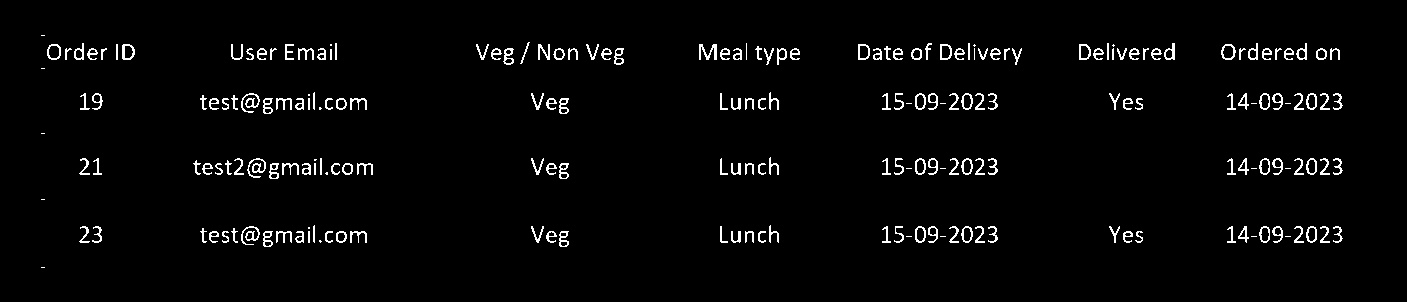 Order ID User Email Veg / Non Veg Meal type Date of Delivery Delivered Ordered on
19 test@gmail.com Veg Lunch 15-09-2023 Yes 14-09-2023
21 test2@gmail.com Veg Lunch 15-09-2023 14-09-2023
23 test@gmail.com Veg Lunch 15-09-2023 Yes 14-09-2023